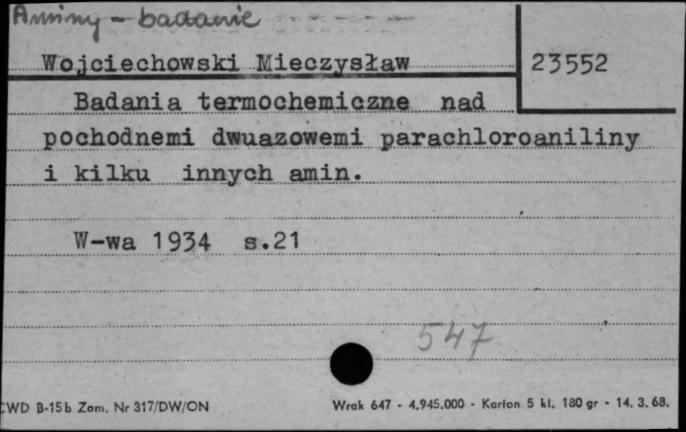 Aminy - badanie
Wojciechowski Mieczysław
23552
Badania termochemiczne nad
pochodnemi dwuazowemi parachloroaniliny
i kilku innych amin.
W-wa 1934 s.21
547
CWD B-15b Zam. Nr 317/DW/ON
Wrak 647 - 4.945.000 - Karton 5 kl. 180 gr - 14. 3. 68.